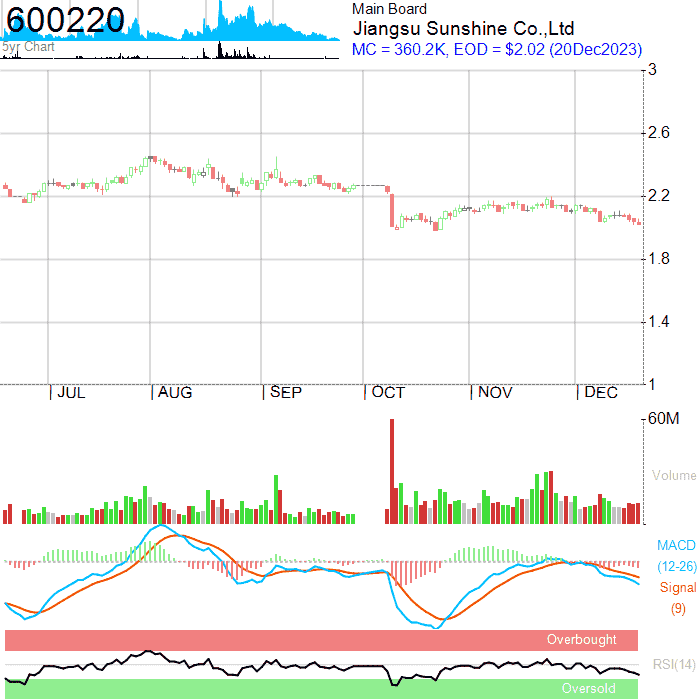 600220
5yr Chart
Main Board
Jiangsu Sunshine Co.,Ltd
MC = 360.2K, EOD = $2.02 (20Dec2023)
3
2.6
2.2
1.8
1.4
1
JUL AUG SEP OCT NOV DEC
60M
Volume
MACD
(12-26)
Signal
(9)
Overbought
RSI(14)
Oversold